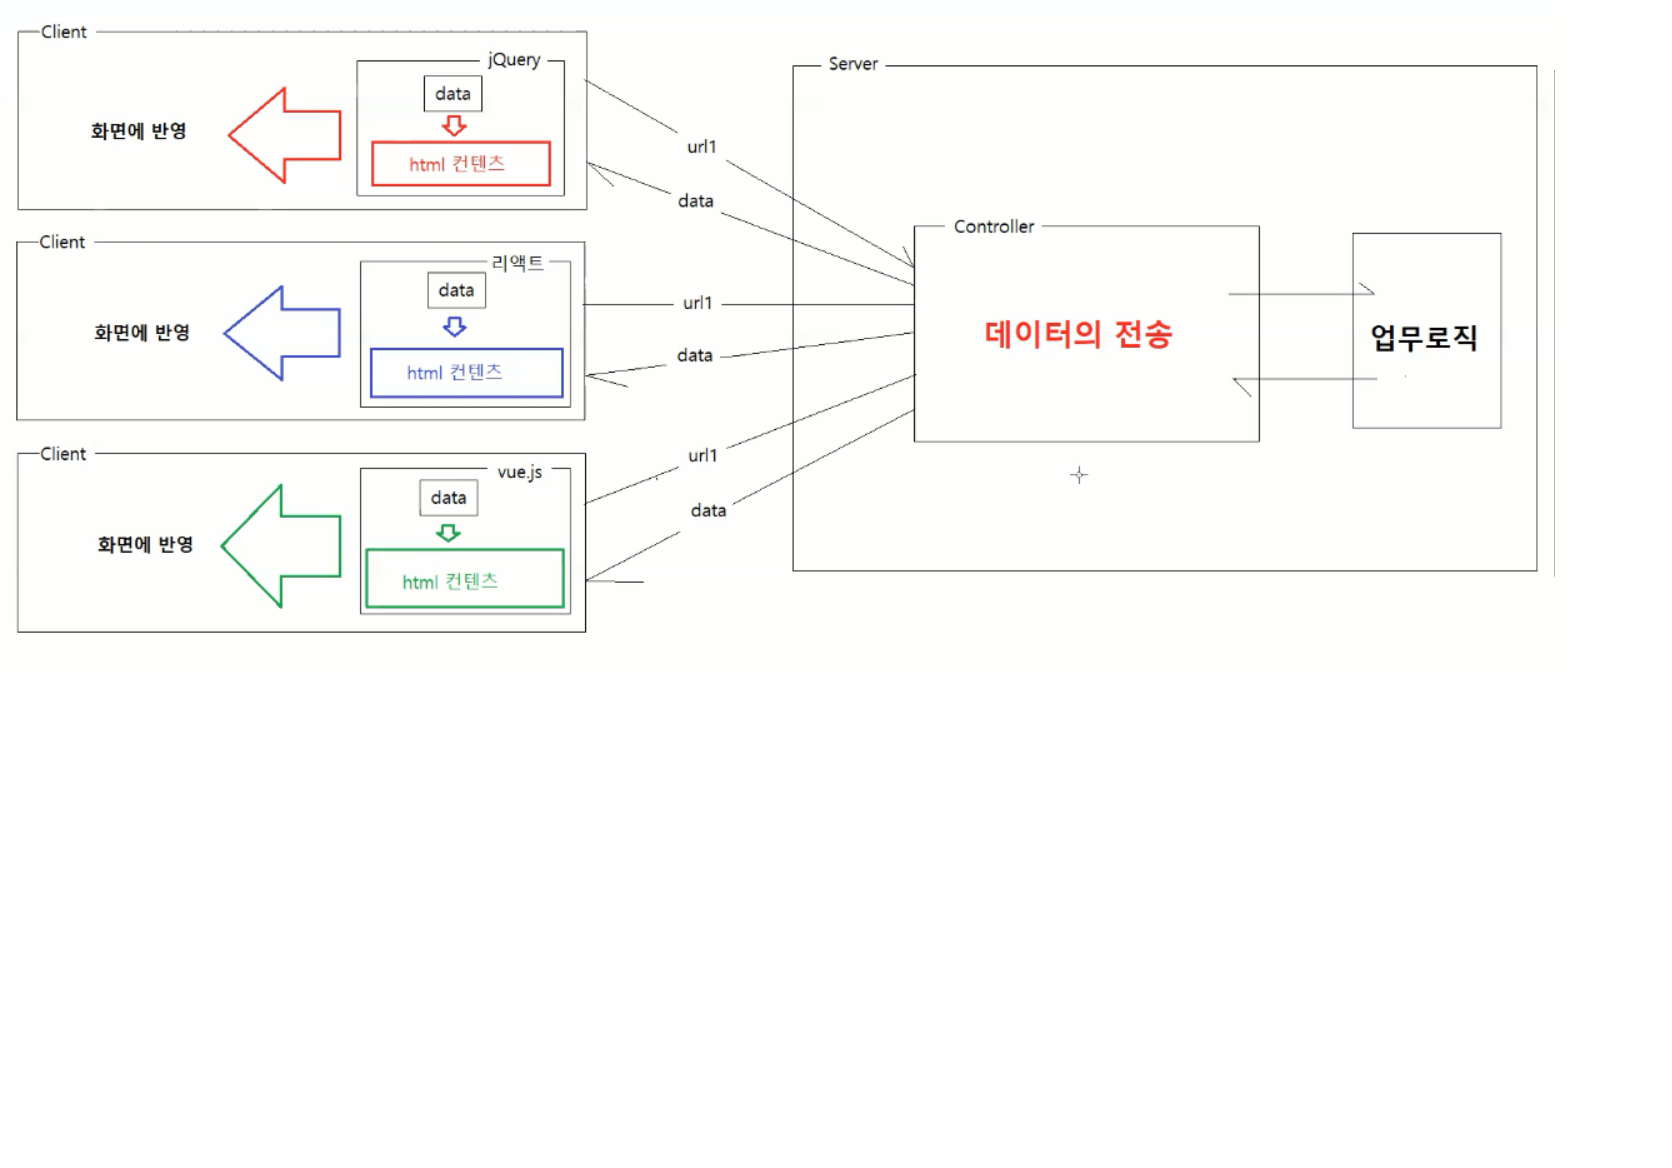 Client
jQuery
data
html 컨텐츠
화면에 반영
Client
리액트
data
html 컨텐츠
화면에 반영
Client
vue.js
data
html 컨텐츠
화면에 반영
url1
data
url1
data
url1
data
Server
Controller
데이터의 전송
업무로직